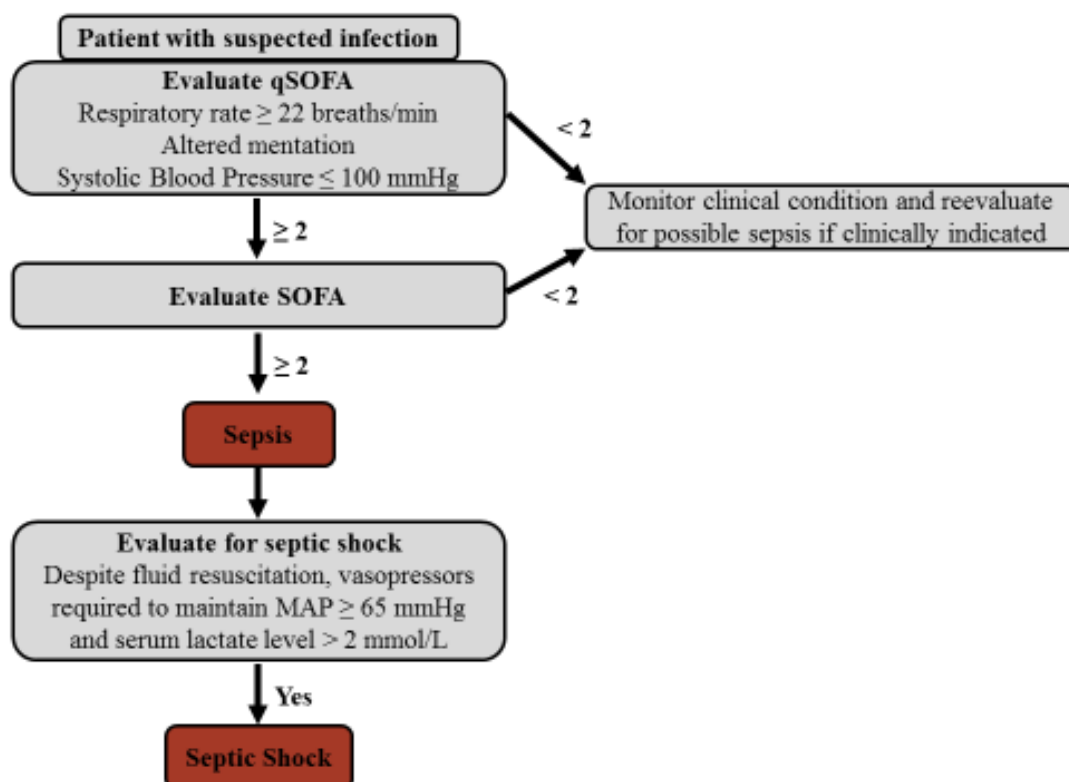 Patient with suspected infection
Evaluate qSOFA
Respiratory rate ≥ 22 breaths/min
Altered mentation
Systolic Blood Pressure ≤ 100 mmHg
< 2
Monitor clinical condition and reevaluate
for possible sepsis if clinically indicated
≥ 2
Evaluate SOFA
< 2
≥ 2
Sepsis
Evaluate for septic shock
Despite fluid resuscitation, vasopressors
required to maintain MAP ≥ 65 mmHg
and serum lactate level > 2 mmol/L
Yes
Septic Shock